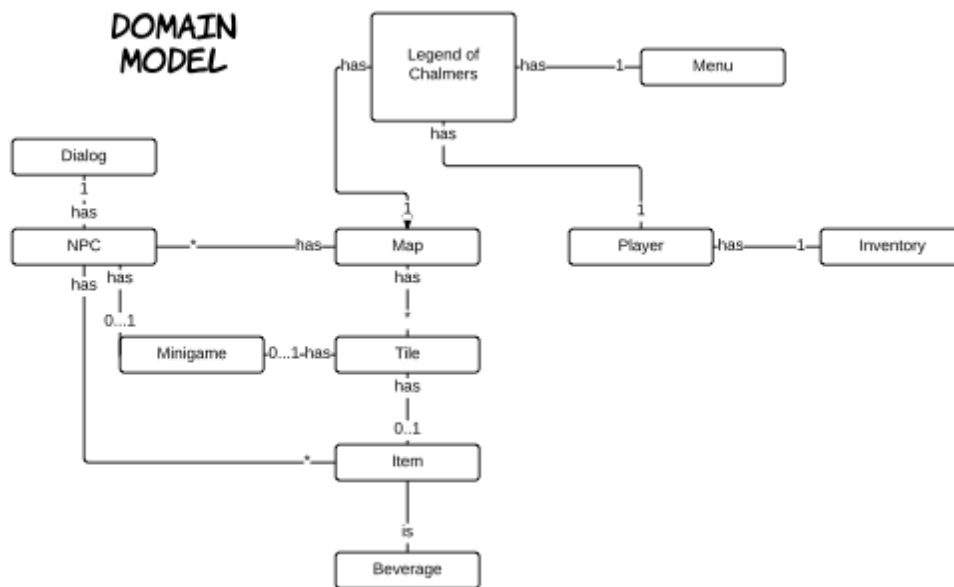 DOMAIN
MODEL
Legend of
Chalmers
has
has
1
Menu
has
Dialog
1
has
1
1
NPC
*
has
Map
Player
has
1
Inventory
has
has
has
0...1
*
Minigame
0...1
has
Tile
has
0..1
*
Item
is
Beverage